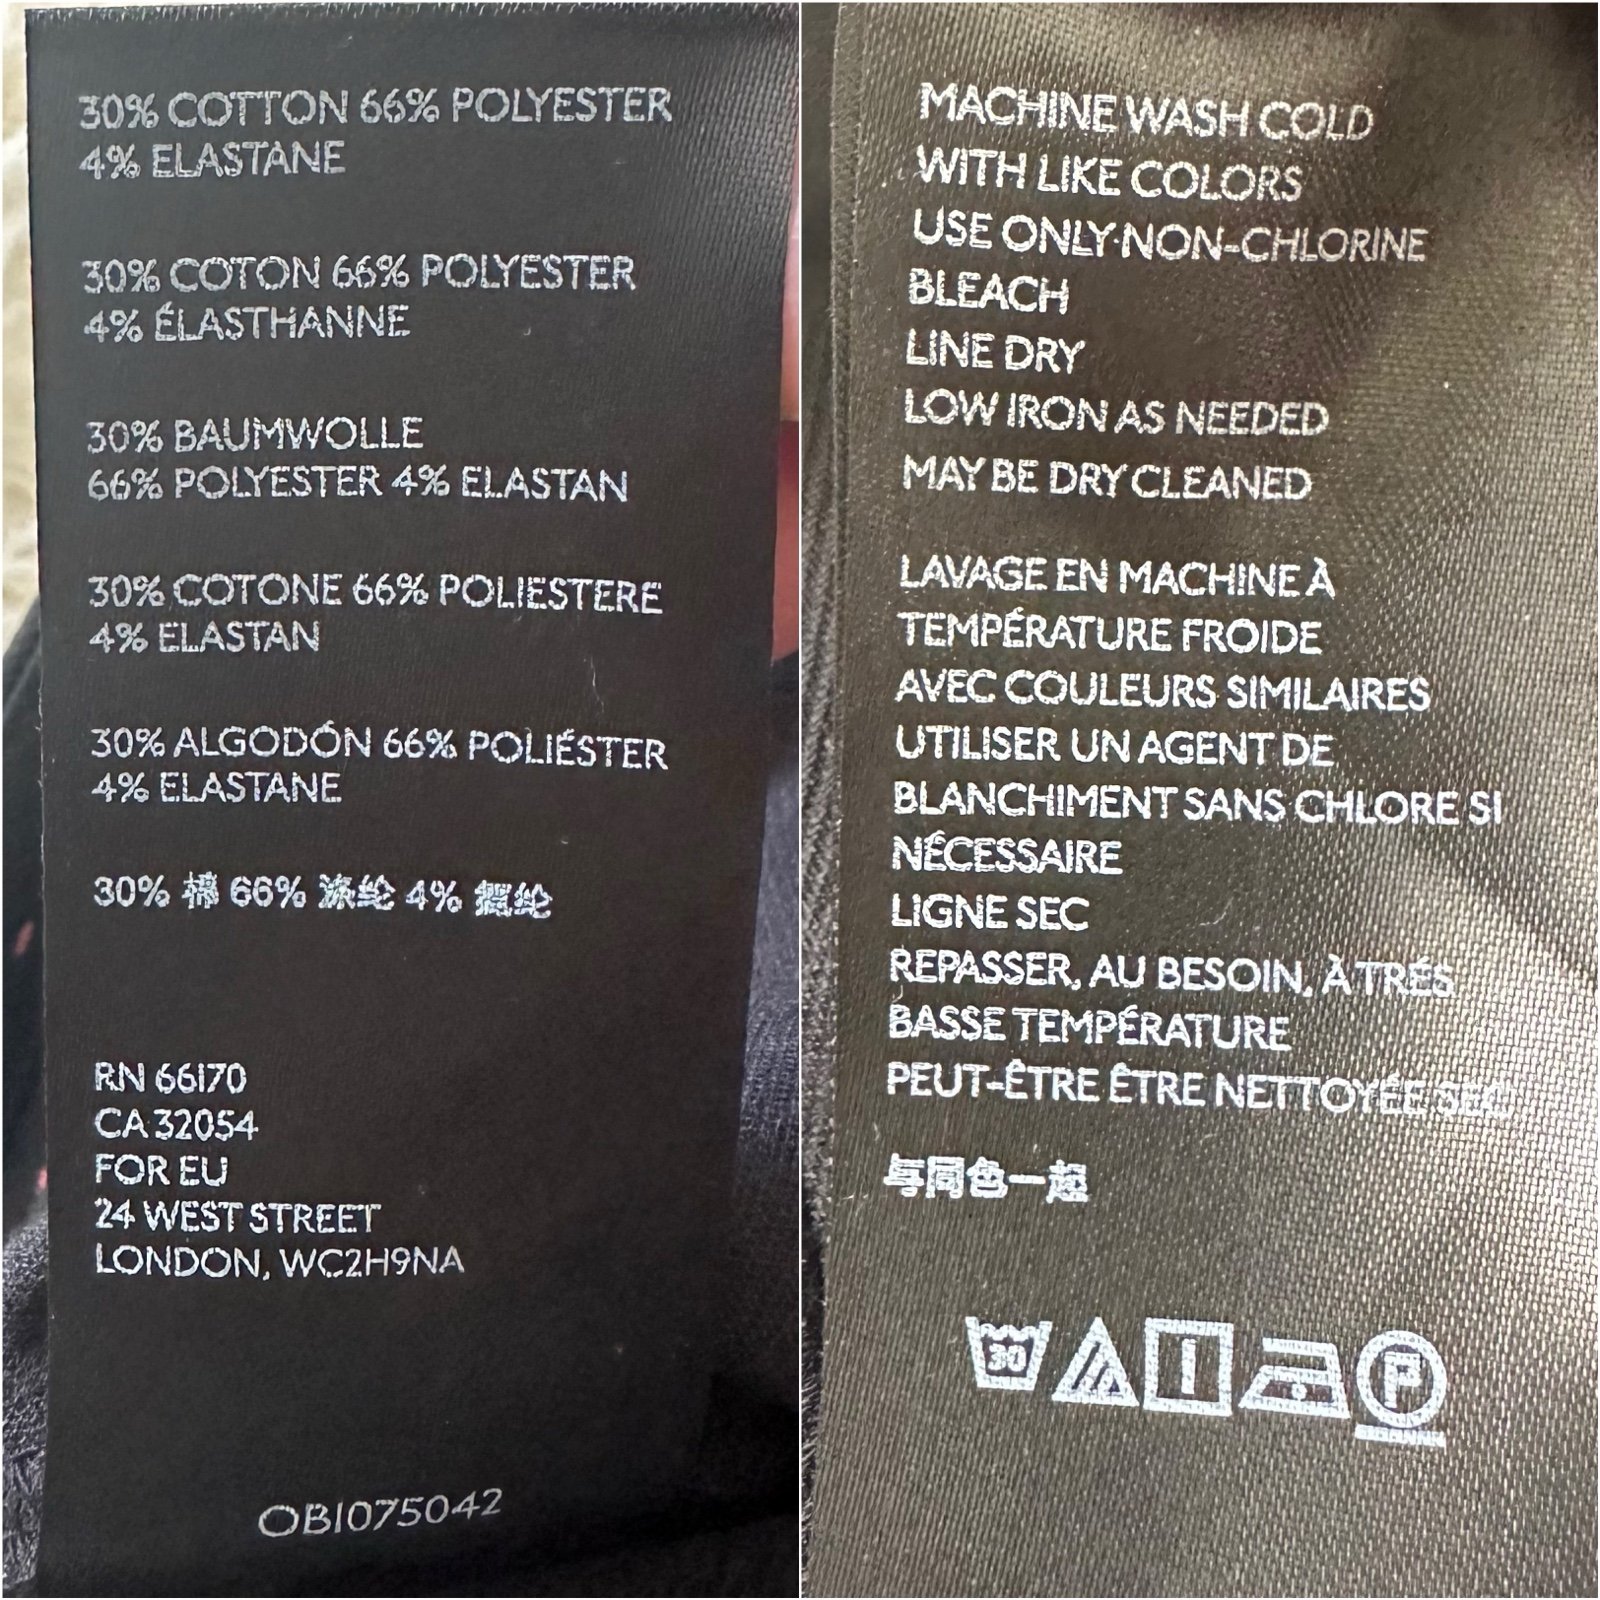 30% COTTON 66% POLYESTER
4% ELASTANE
30% COTON 66% POLYESTER
4% ÉLASTHANNE
30% BAUMWOLLE
66% POLYESTER 4% ELASTAN
30% COTONE 66% POLIESTERE
4% ELASTAN
30% ALGODÓN 66% POLIÉSTER
4% ELASTANE
30% 棉 66% 涤纶 4% 氨纶
RN 66170
CA 32054
FOR EU
24 WEST STREET
LONDON, WC2H9NA
OB1075042
MACHINE WASH COLD
WITH LIKE COLORS
USE ONLY NON-CHLORINE
BLEACH
LINE DRY
LOW IRON AS NEEDED
MAY BE DRY CLEANED
LAVAGE EN MACHINE À
TEMPÉRATURE FROIDE
AVEC COULEURS SIMILAIRES
UTILISER UN AGENT DE
BLANCHIMENT SANS CHLORE SI
NÉCESSAIRE
LIGNE SEC
REPASSER, AU BESOIN, À TRÉS
BASSE TEMPÉRATURE
PEUT-ÊTRE ÊTRE NETTOYÉE SEC
与同色一起
30
P